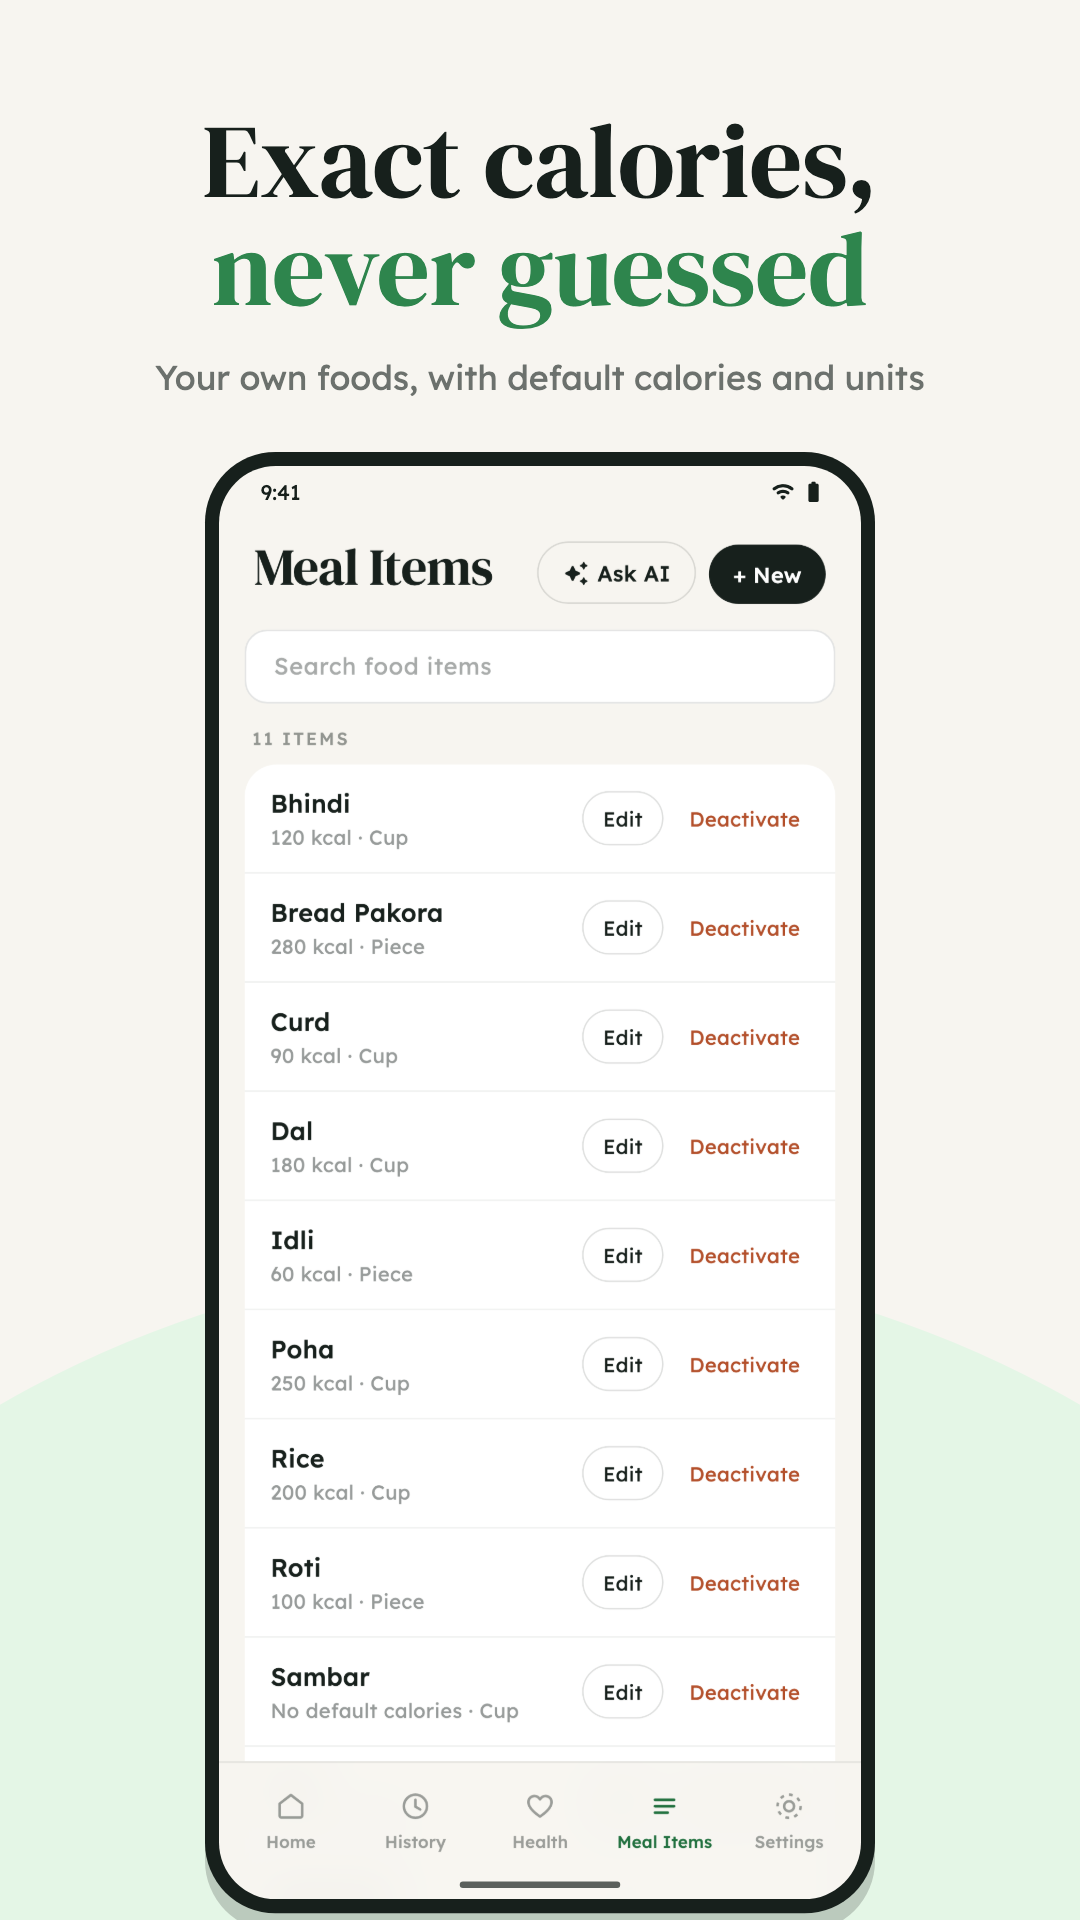 Exact calories,
never guessed
Your own foods, with default calories and units
9:41
Meal Items
Ask AI
+ New
Search food items
11 ITEMS
Bhindi
120 kcal · Cup
Edit
Deactivate
Bread Pakora
280 kcal · Piece
Edit
Deactivate
Curd
90 kcal · Cup
Edit
Deactivate
Dal
180 kcal · Cup
Edit
Deactivate
Idli
60 kcal · Piece
Edit
Deactivate
Poha
250 kcal · Cup
Edit
Deactivate
Rice
200 kcal · Cup
Edit
Deactivate
Roti
100 kcal · Piece
Edit
Deactivate
Sambar
No default calories · Cup
Edit
Deactivate
Home
History
Health
Meal Items
Settings